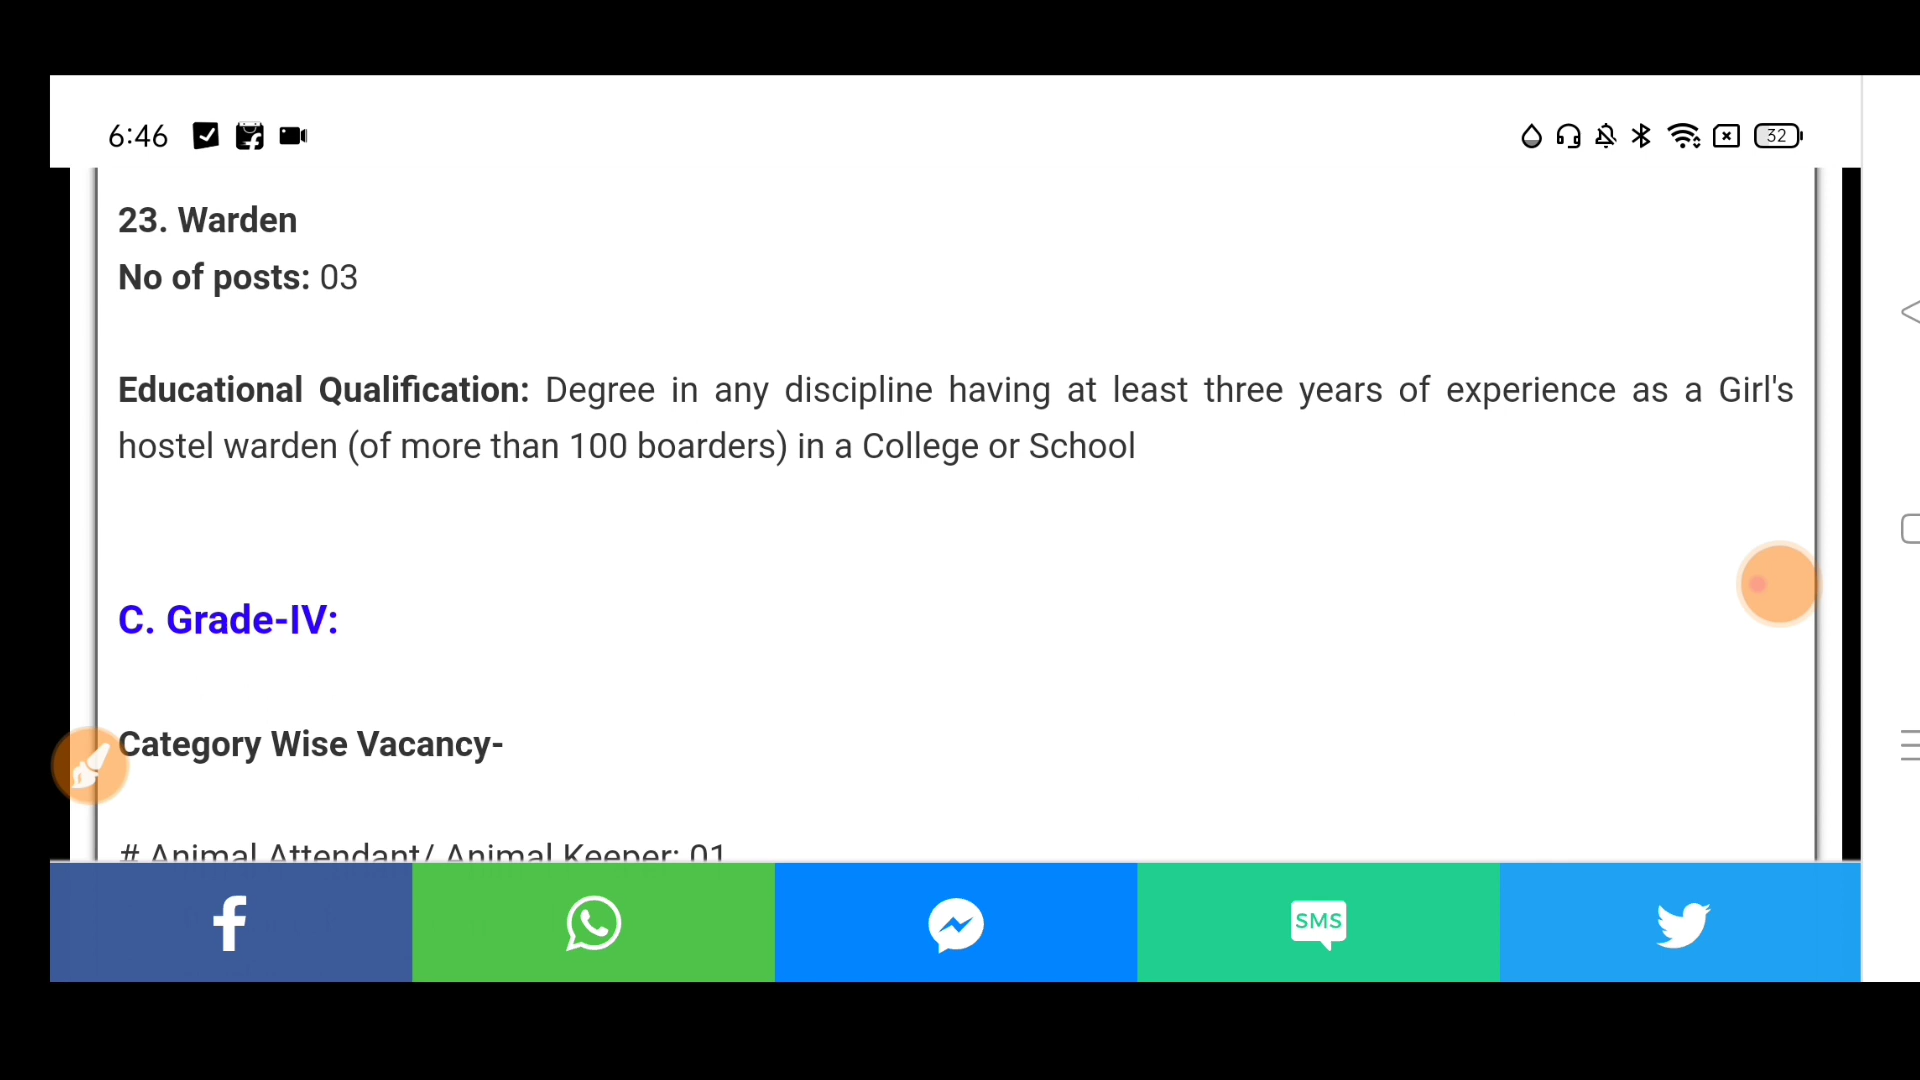 6:46
32
23. Warden
No of posts: 03
Educational Qualification: Degree in any discipline having at least three years of experience as a Girl's
hostel warden (of more than 100 boarders) in a College or School
C. Grade-IV:
Category Wise Vacancy-
# Animal Attendant/ Animal Keeper: 01
SMS